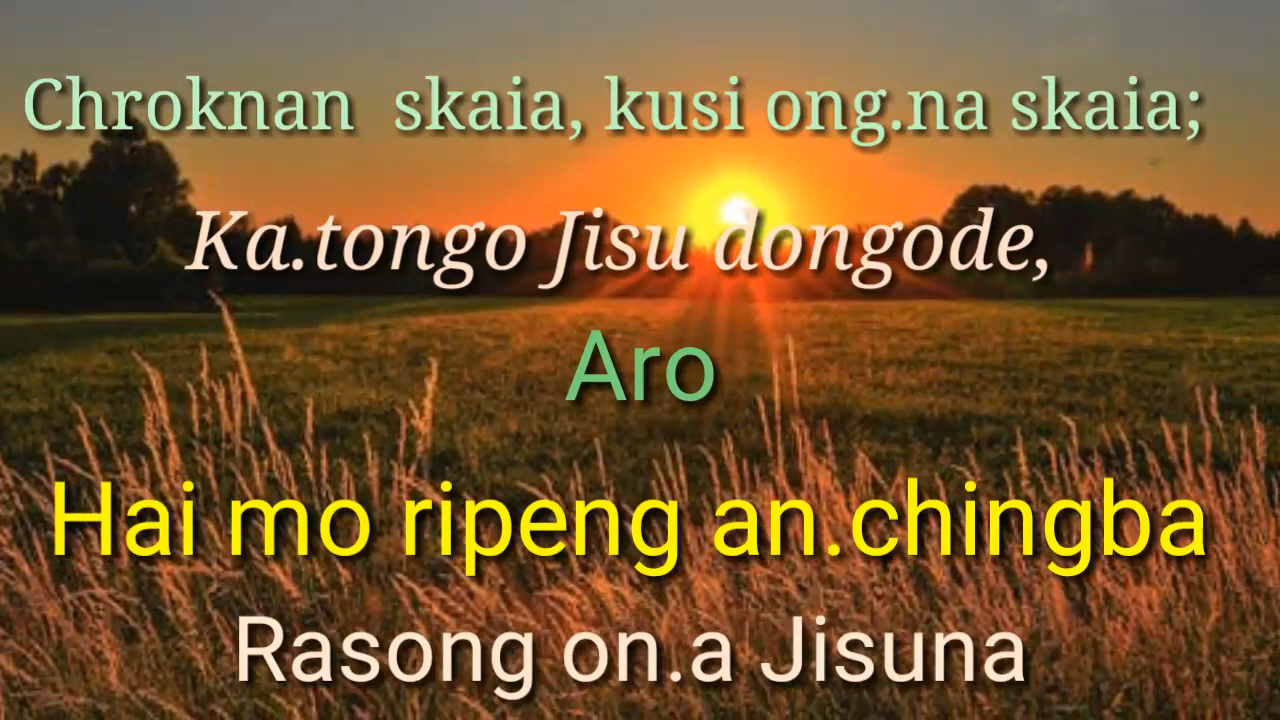 Chroknan skaia, kusi ong.na skaia;
Ka.tongo Jisu dongode,
Aro
Hai mo ripeng an.chingba
Rasong on.a Jisuna